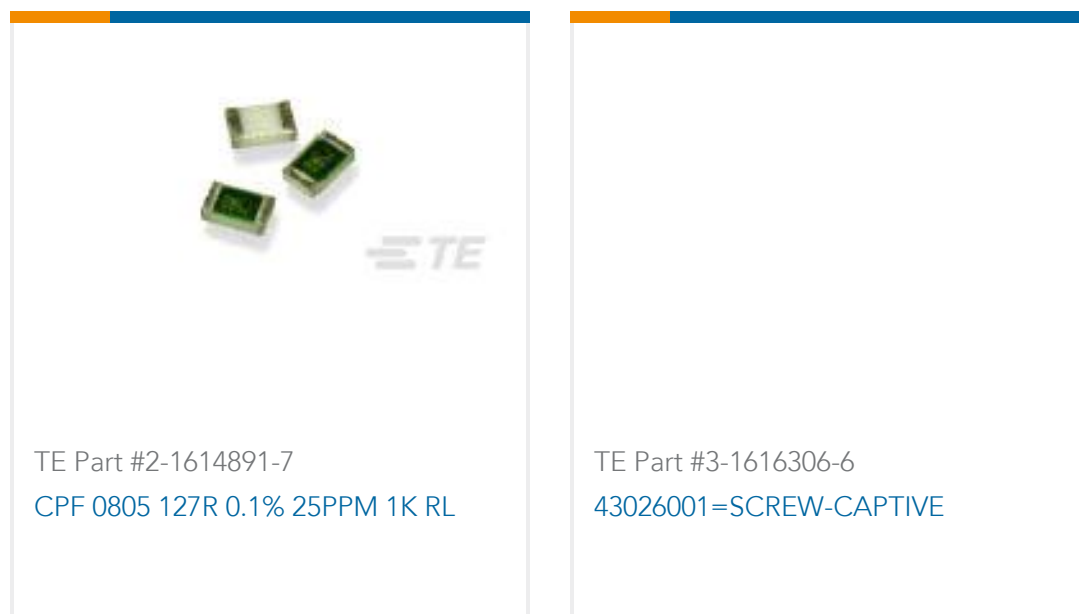 TE
TE Part #2-1614891-7
CPF 0805 127R 0.1% 25PPM 1K RL
TE Part #3-1616306-6
43026001=SCREW-CAPTIVE